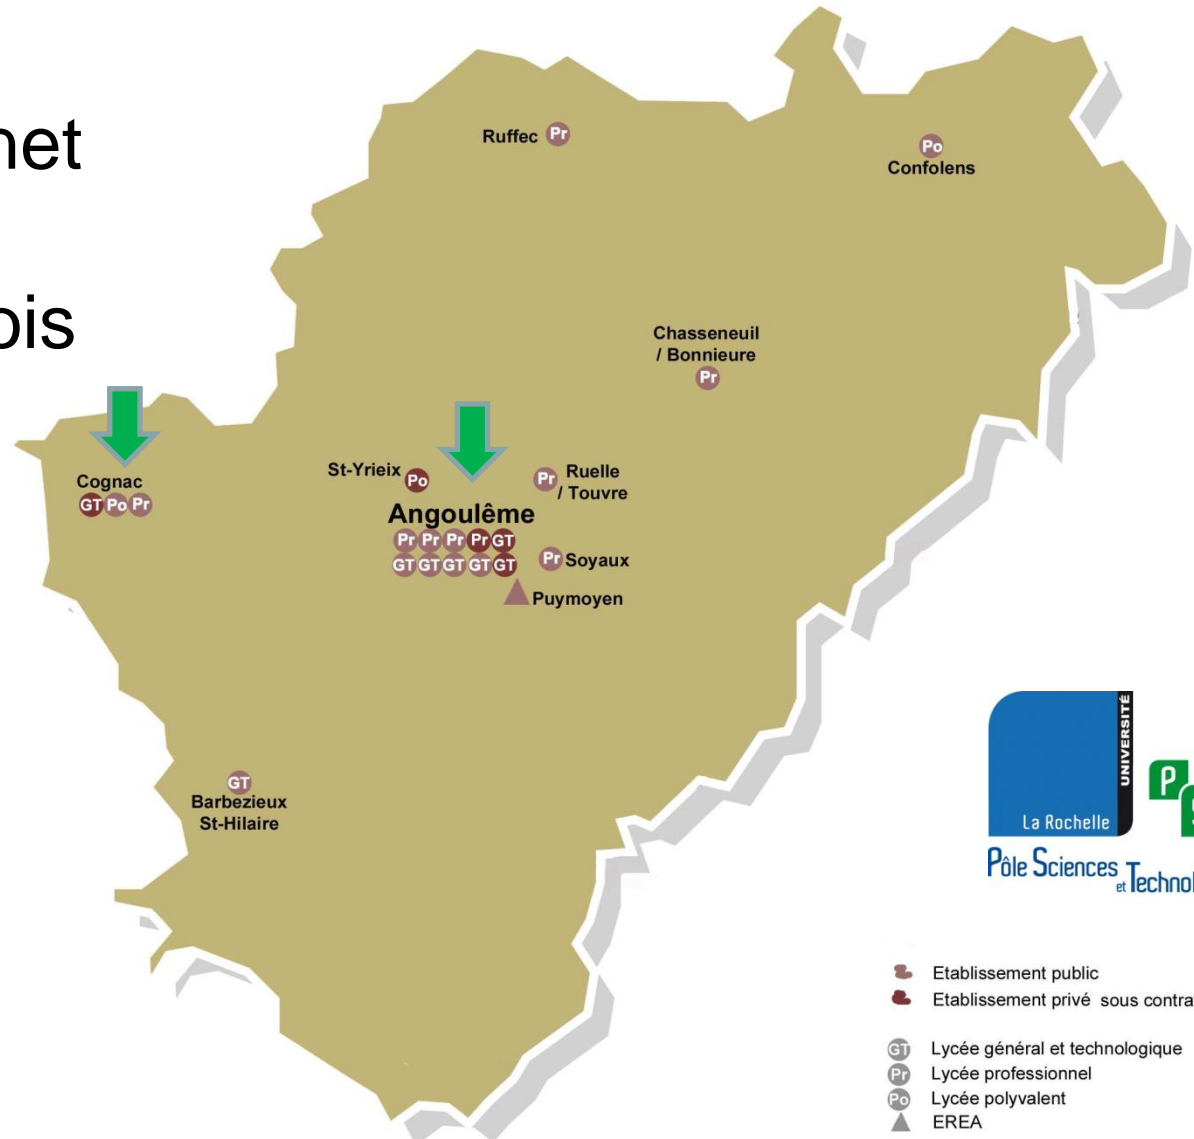 net
ois
Ruffec Pr
Po
Confolens
Chasseneuil
/ Bonnieure
Pr
Cognac
GT Po Pr
St-Yrieix Po
Pr Ruelle
/ Touvre
Angoulême
Pr Pr Pr Pr GT
GT GT GT GT GT
Pr Soyaux
Puymoyen
GT
Barbezieux
St-Hilaire
UNIVERSITÉ
La Rochelle
P
Pôle Sciences
et Technol
Etablissement public
Etablissement privé sous contra
GT Lycée général et technologique
Pr Lycée professionnel
Po Lycée polyvalent
EREA